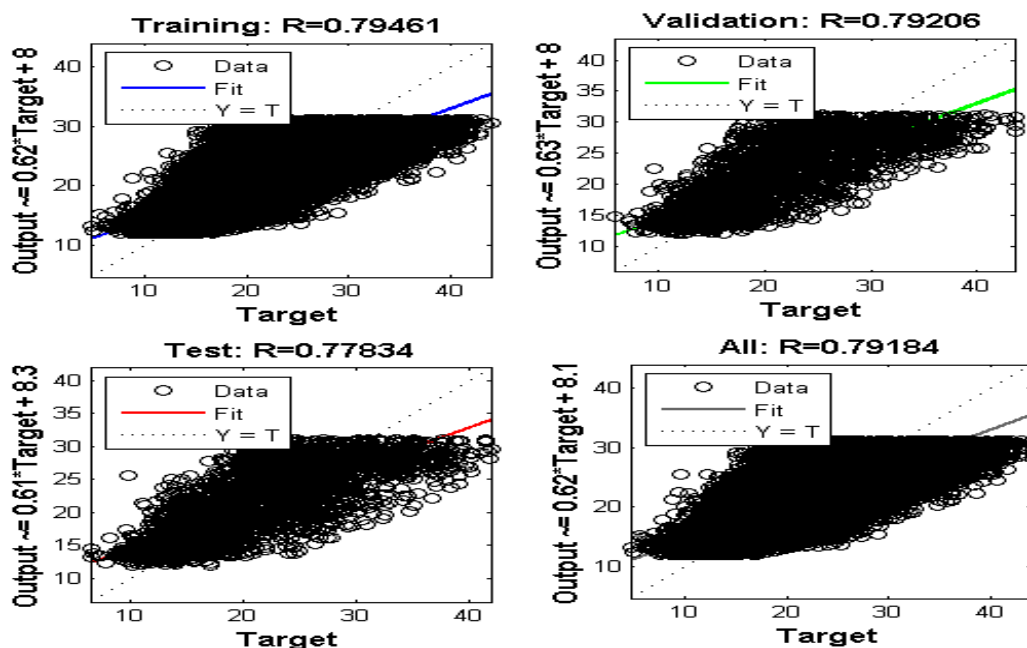 Training: R=0.79461
Output ~= 0.62*Target + 8
40
30
20
10
Data
Fit
Y = T
10 20 30 40
Target
Validation: R=0.79206
Output ~= 0.63*Target + 8
40
35
30
25
20
15
10
Data
Fit
Y = T
10 20 30 40
Target
Test: R=0.77834
Output ~= 0.61*Target + 8.3
40
35
30
25
20
15
10
Data
Fit
Y = T
10 20 30 40
Target
All: R=0.79184
Output ~= 0.62*Target + 8.1
40
30
20
10
Data
Fit
Y = T
10 20 30 40
Target